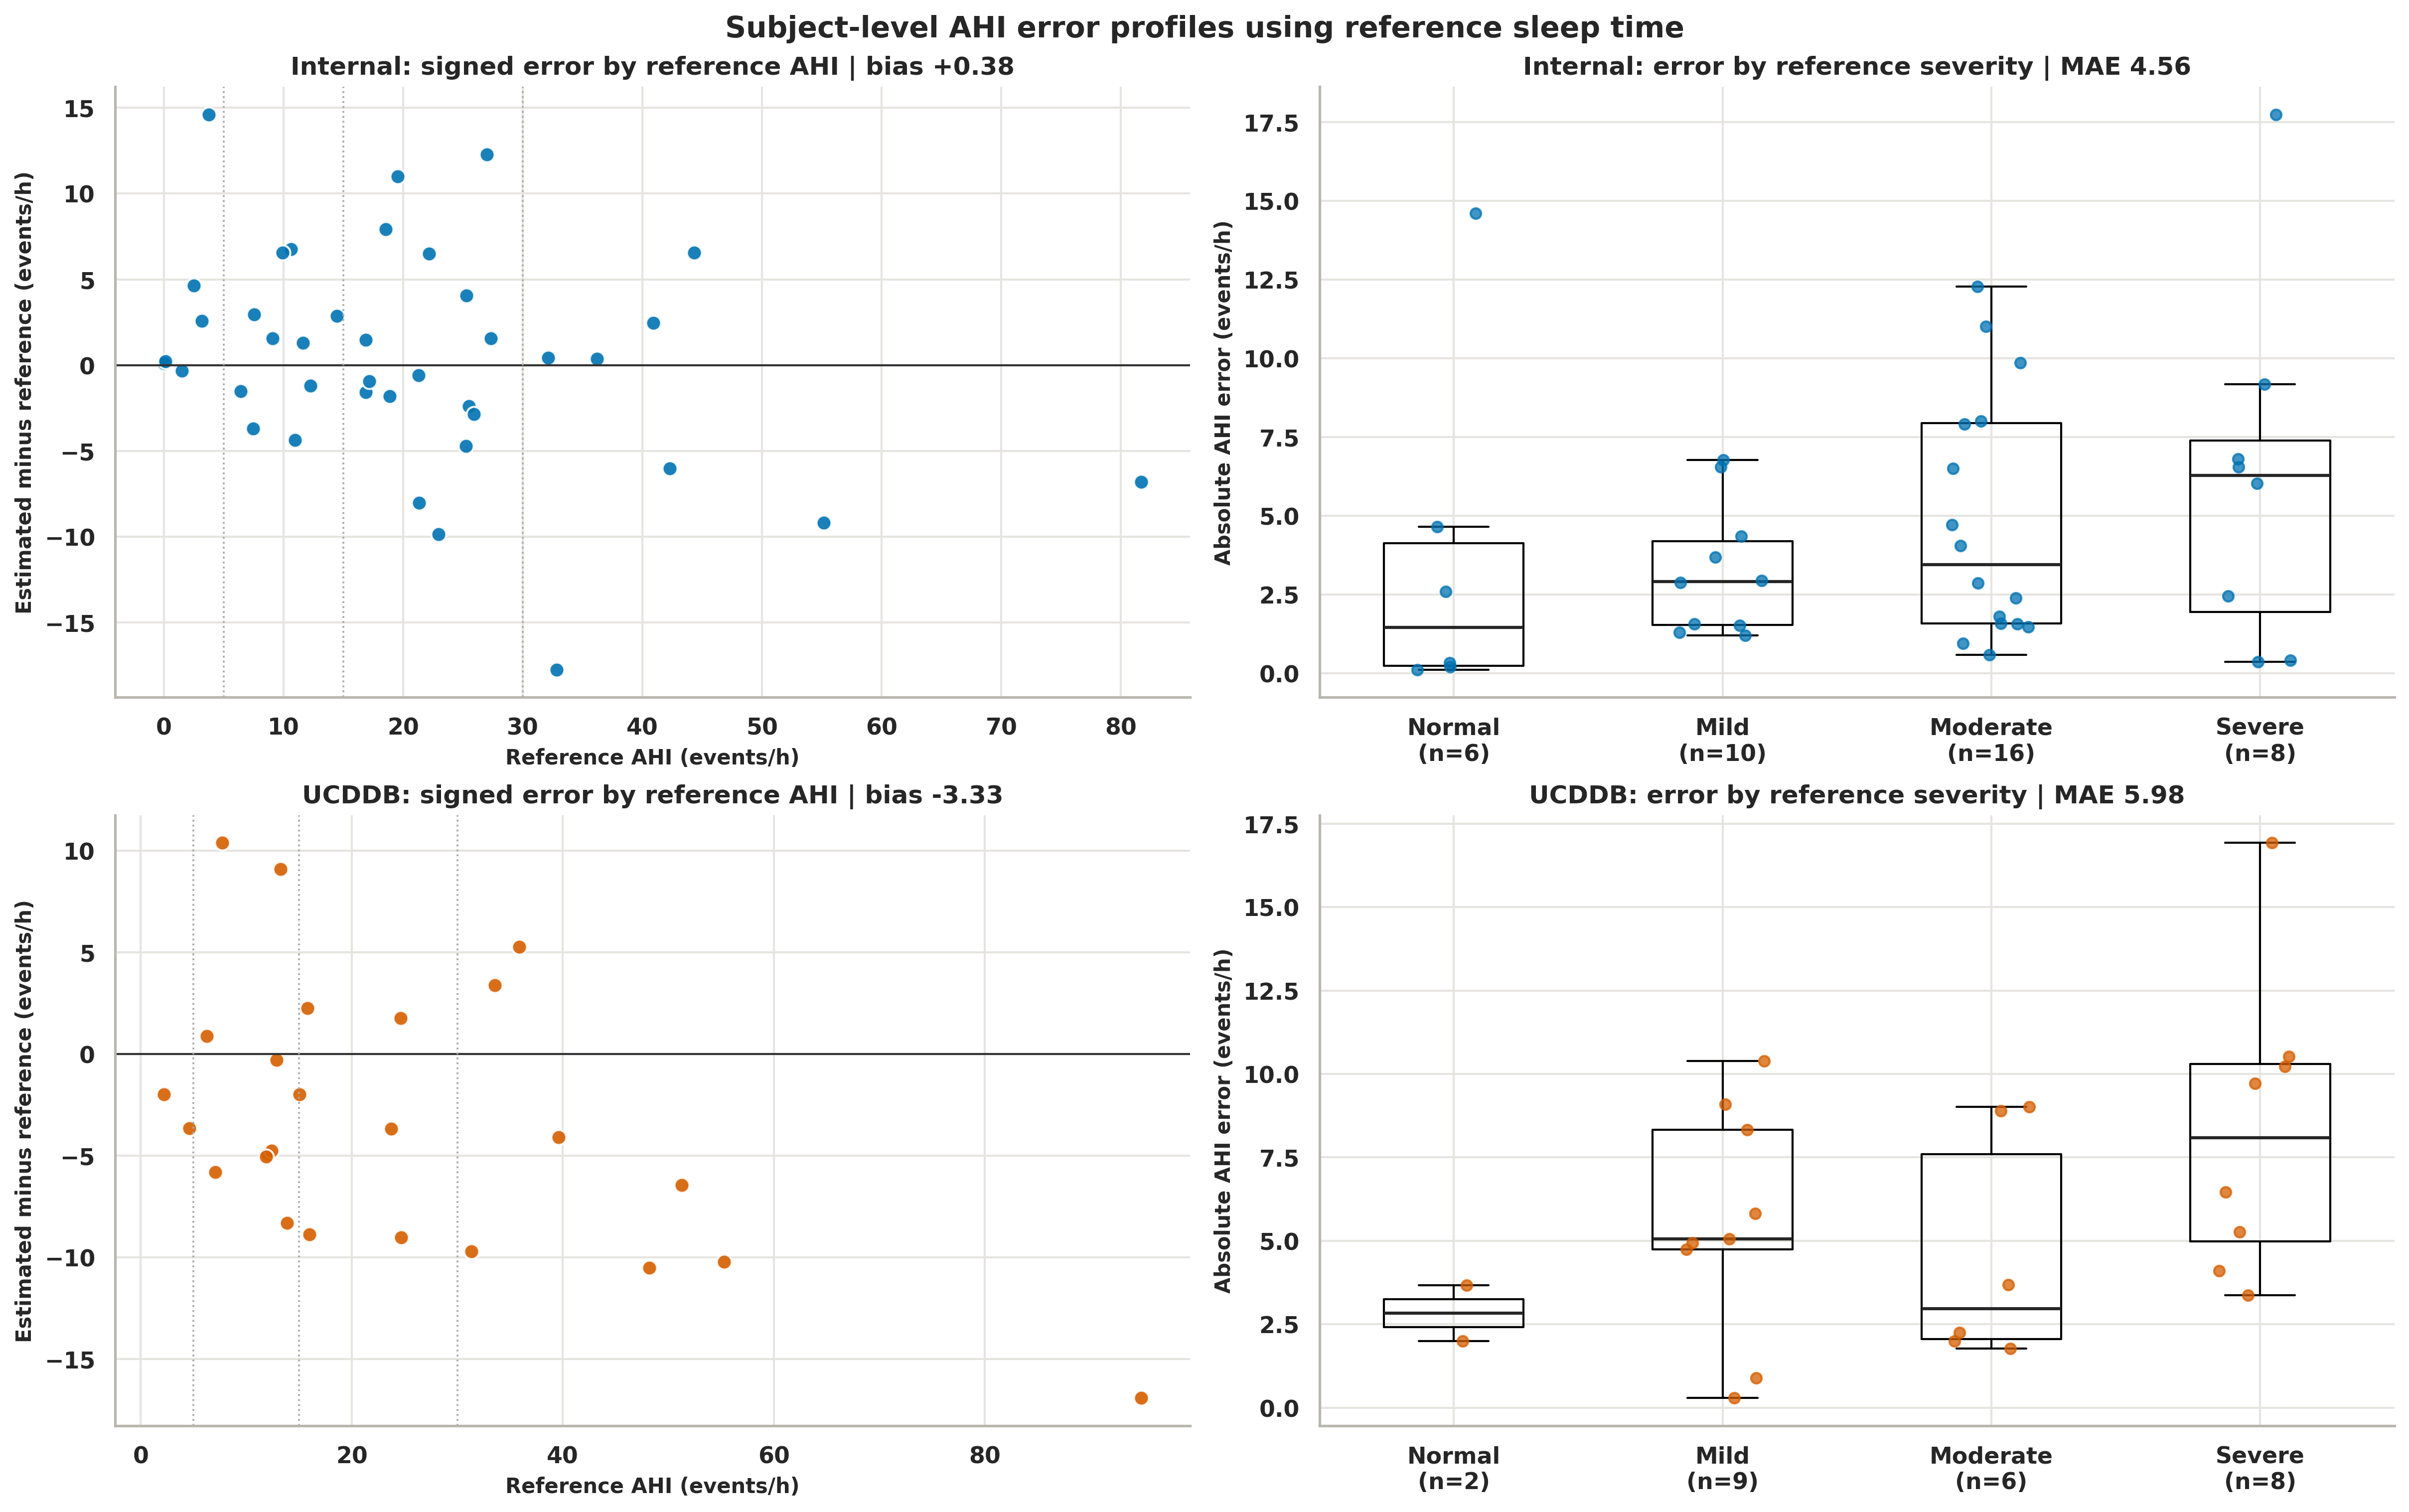 Subject-level AHI error profiles using reference sleep time
Internal: signed error by reference AHI | bias +0.38
Estimated minus reference (events/h)
15
10
5
0
−5
−10
−15
0 10 20 30 40 50 60 70 80
Reference AHI (events/h)
Internal: error by reference severity | MAE 4.56
Absolute AHI error (events/h)
17.5
15.0
12.5
10.0
7.5
5.0
2.5
0.0
Normal Mild Moderate Severe
(n=6) (n=10) (n=16) (n=8)
UCDDB: signed error by reference AHI | bias -3.33
Estimated minus reference (events/h)
10
5
0
−5
−10
−15
0 20 40 60 80
Reference AHI (events/h)
UCDDB: error by reference severity | MAE 5.98
Absolute AHI error (events/h)
17.5
15.0
12.5
10.0
7.5
5.0
2.5
0.0
Normal Mild Moderate Severe
(n=2) (n=9) (n=6) (n=8)